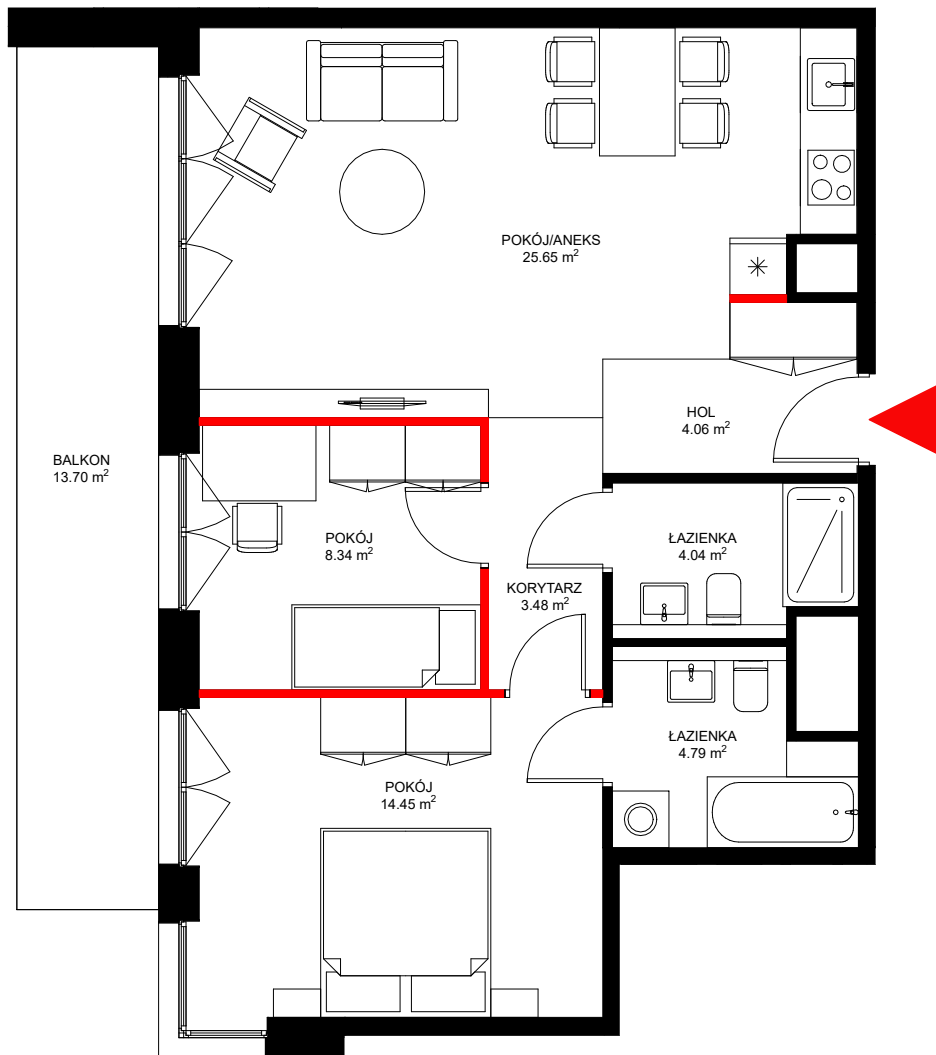 POKÓJ/ANEKS
25.65 m²
HOL
4.06 m²
BALKON
13.70 m²
POKÓJ
8.34 m²
ŁAZIENKA
4.04 m²
KORYTARZ
3.48 m²
ŁAZIENKA
4.79 m²
POKÓJ
14.45 m²